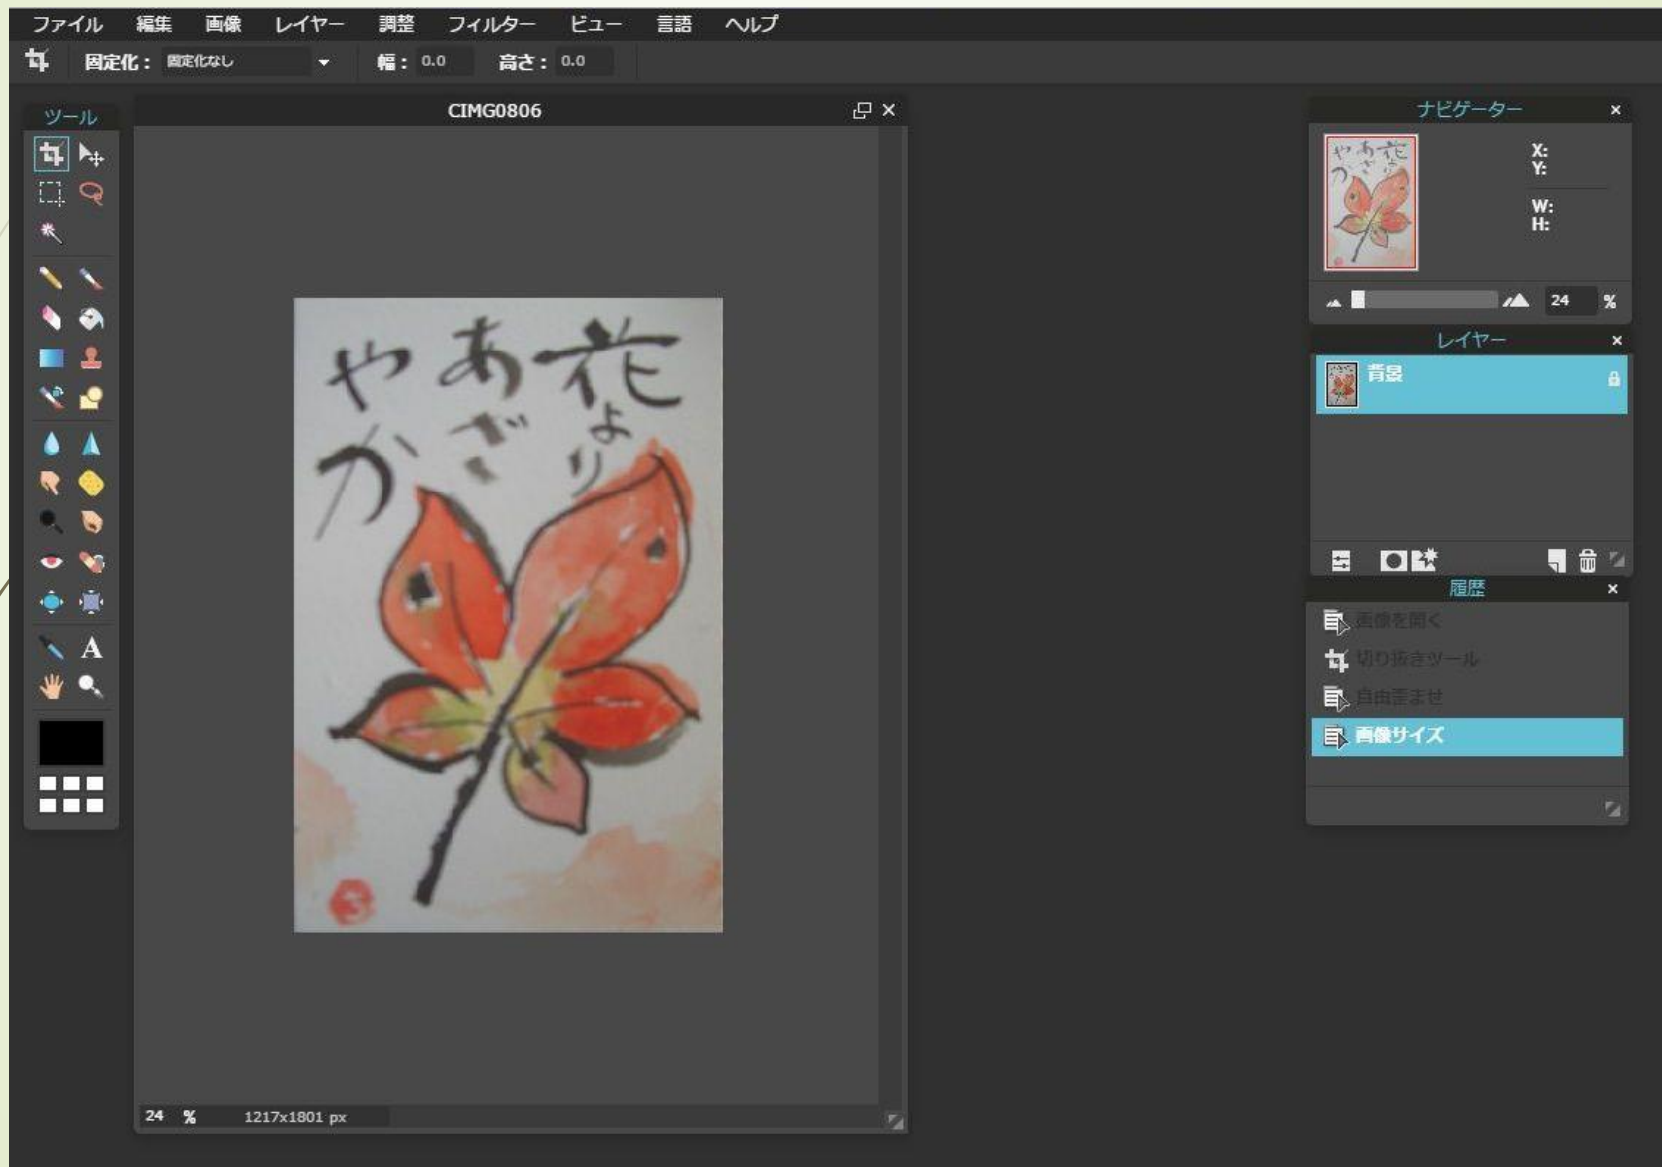 ファイル 編集 画像 レイヤー 調整 フィルター ビュー 言語 ヘルプ
固定化： 固定化なし 幅： 0.0 高さ： 0.0
ツール
A
CIMG0806
花より
あざ
やか
24 % 1217x1801 px
ナビゲーター
X:
Y:
W:
H:
24 %
レイヤー
背景
履歴
画像を開く
切り抜きツール
自由歪ませ
画像サイズ